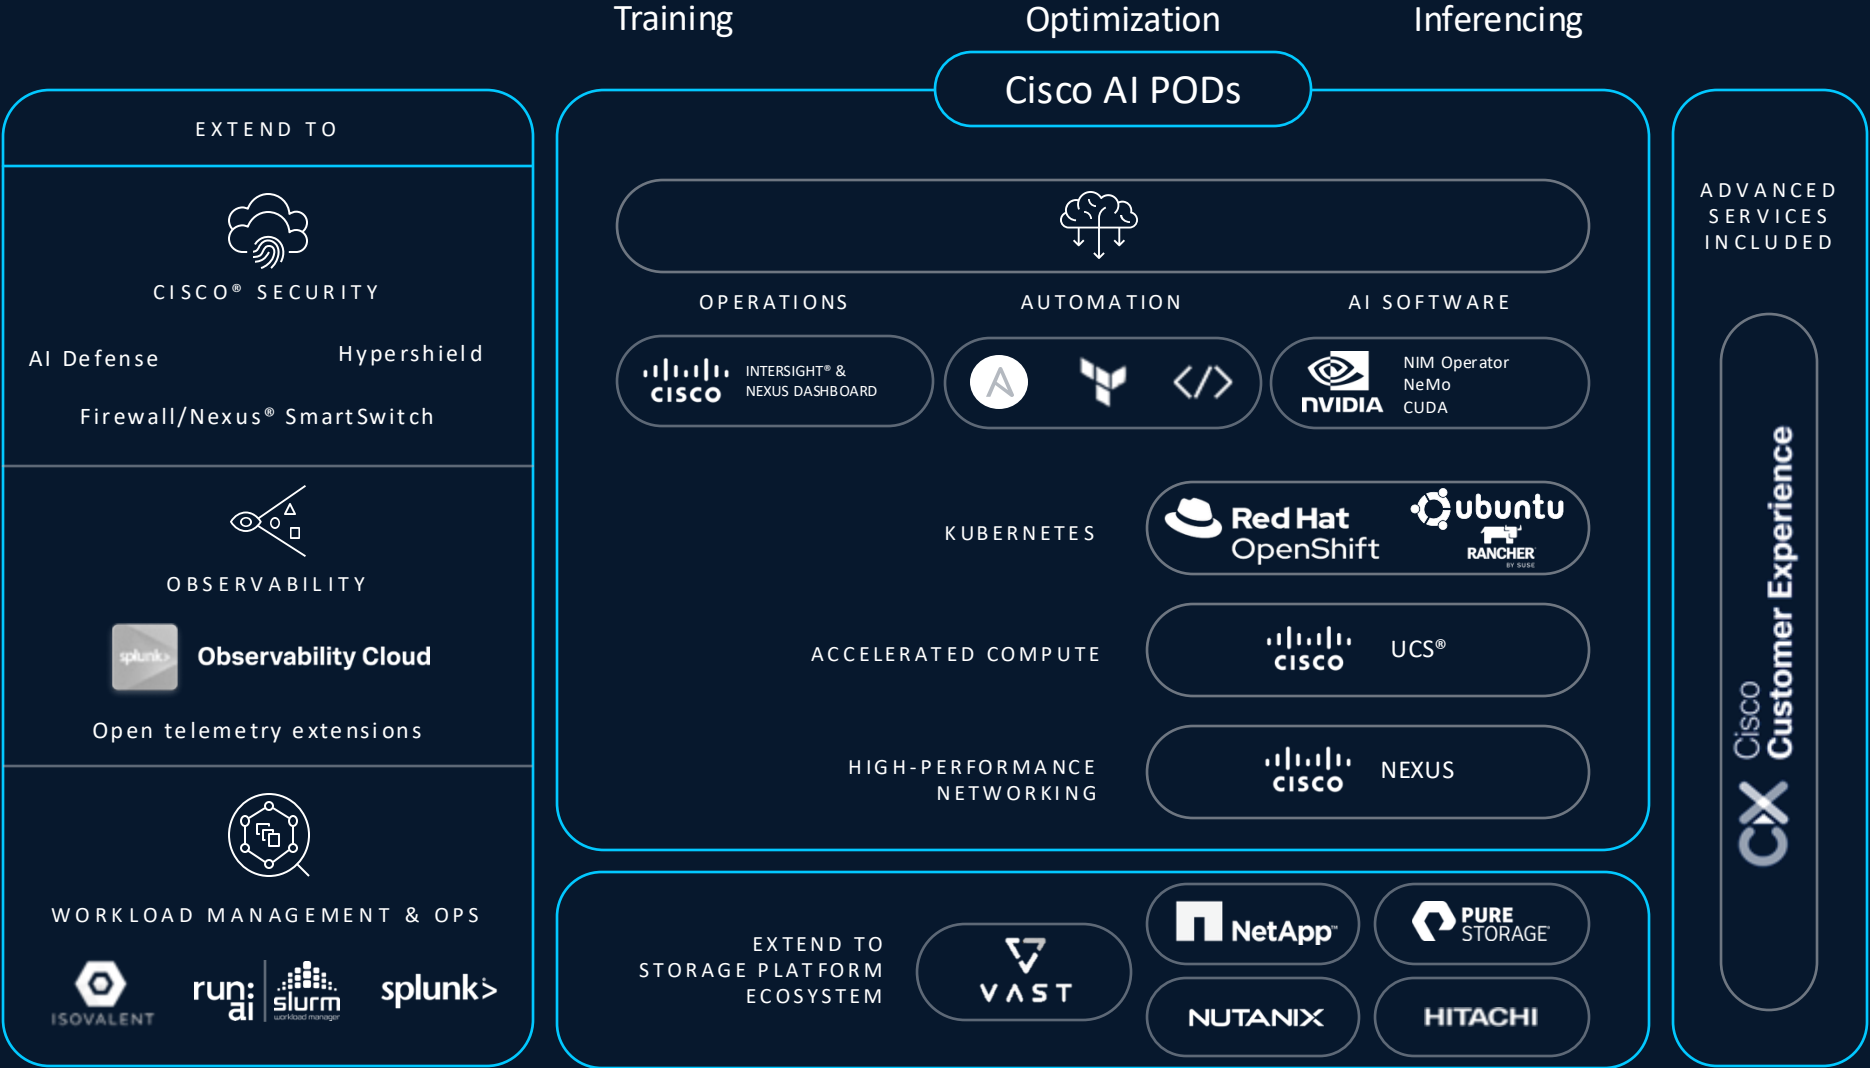 Training
Optimization
Inferencing
Cisco AI PODs
EXTEND TO
CISCO® SECURITY
AI Defense
Hypershield
Firewall/Nexus® SmartSwitch
OBSERVABILITY
splunk>
Observability Cloud
Open telemetry extensions
WORKLOAD MANAGEMENT & OPS
ISOVALENT
run:
ai
slurm
workload manager
splunk>
OPERATIONS
CISCO
INTERSIGHT® &
NEXUS DASHBOARD
AUTOMATION
</>
AI SOFTWARE
NVIDIA
NIM Operator
NeMo
CUDA
KUBERNETES
Red Hat
OpenShift
ubuntu
RANCHER
BY SUSE
ACCELERATED COMPUTE
CISCO
UCS®
HIGH-PERFORMANCE
NETWORKING
CISCO
NEXUS
EXTEND TO
STORAGE PLATFORM
ECOSYSTEM
VAST
NetApp™
PURE
STORAGE®
NUTANIX
HITACHI
ADVANCED
SERVICES
INCLUDED
CX
Cisco
Customer Experience